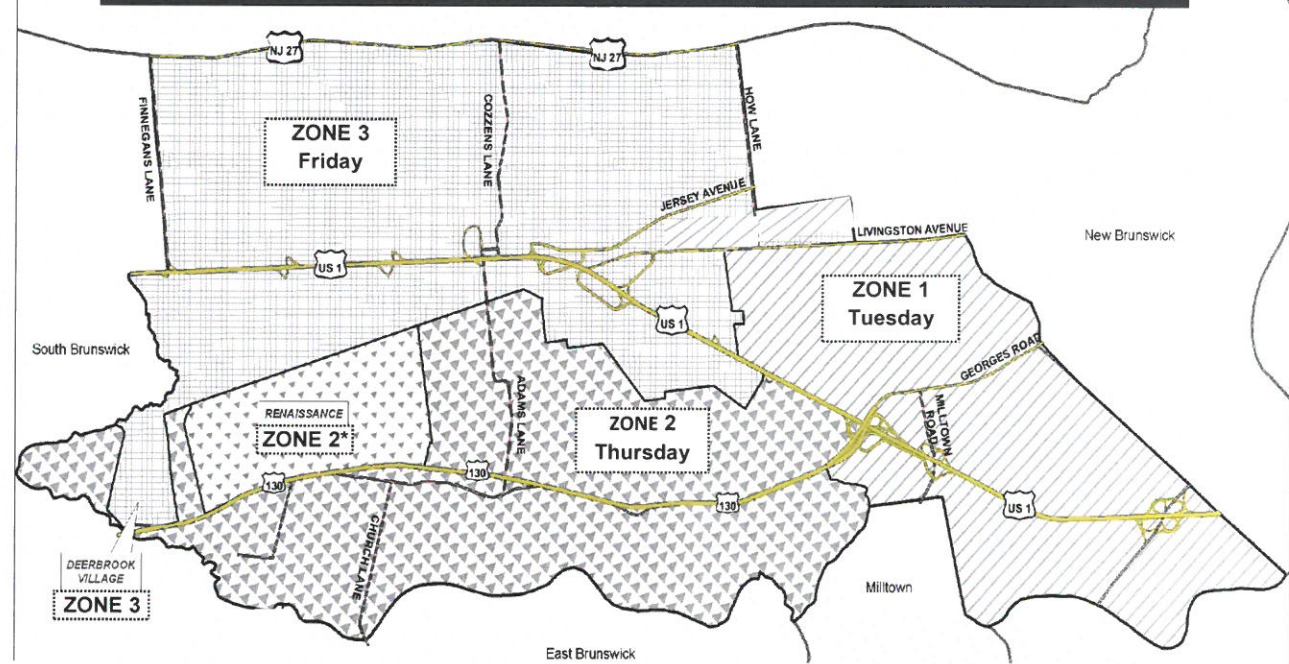 NJ 27
NJ 27
FINNEGANS LANE
ZONE 3
Friday
COZZENS LANE
HOW LANE
JERSEY AVENUE
LIVINGSTON AVENUE
New Brunswick
US 1
ZONE 1
Tuesday
US 1
South Brunswick
GEORGES ROAD
ADAMS LANE
MILLTOWN
ROAD
RENAISSANCE
ZONE 2*
ZONE 2
Thursday
130
130
130
US 1
CHURCH LANE
DEERBROOK
VILLAGE
ZONE 3
Milltown
East Brunswick